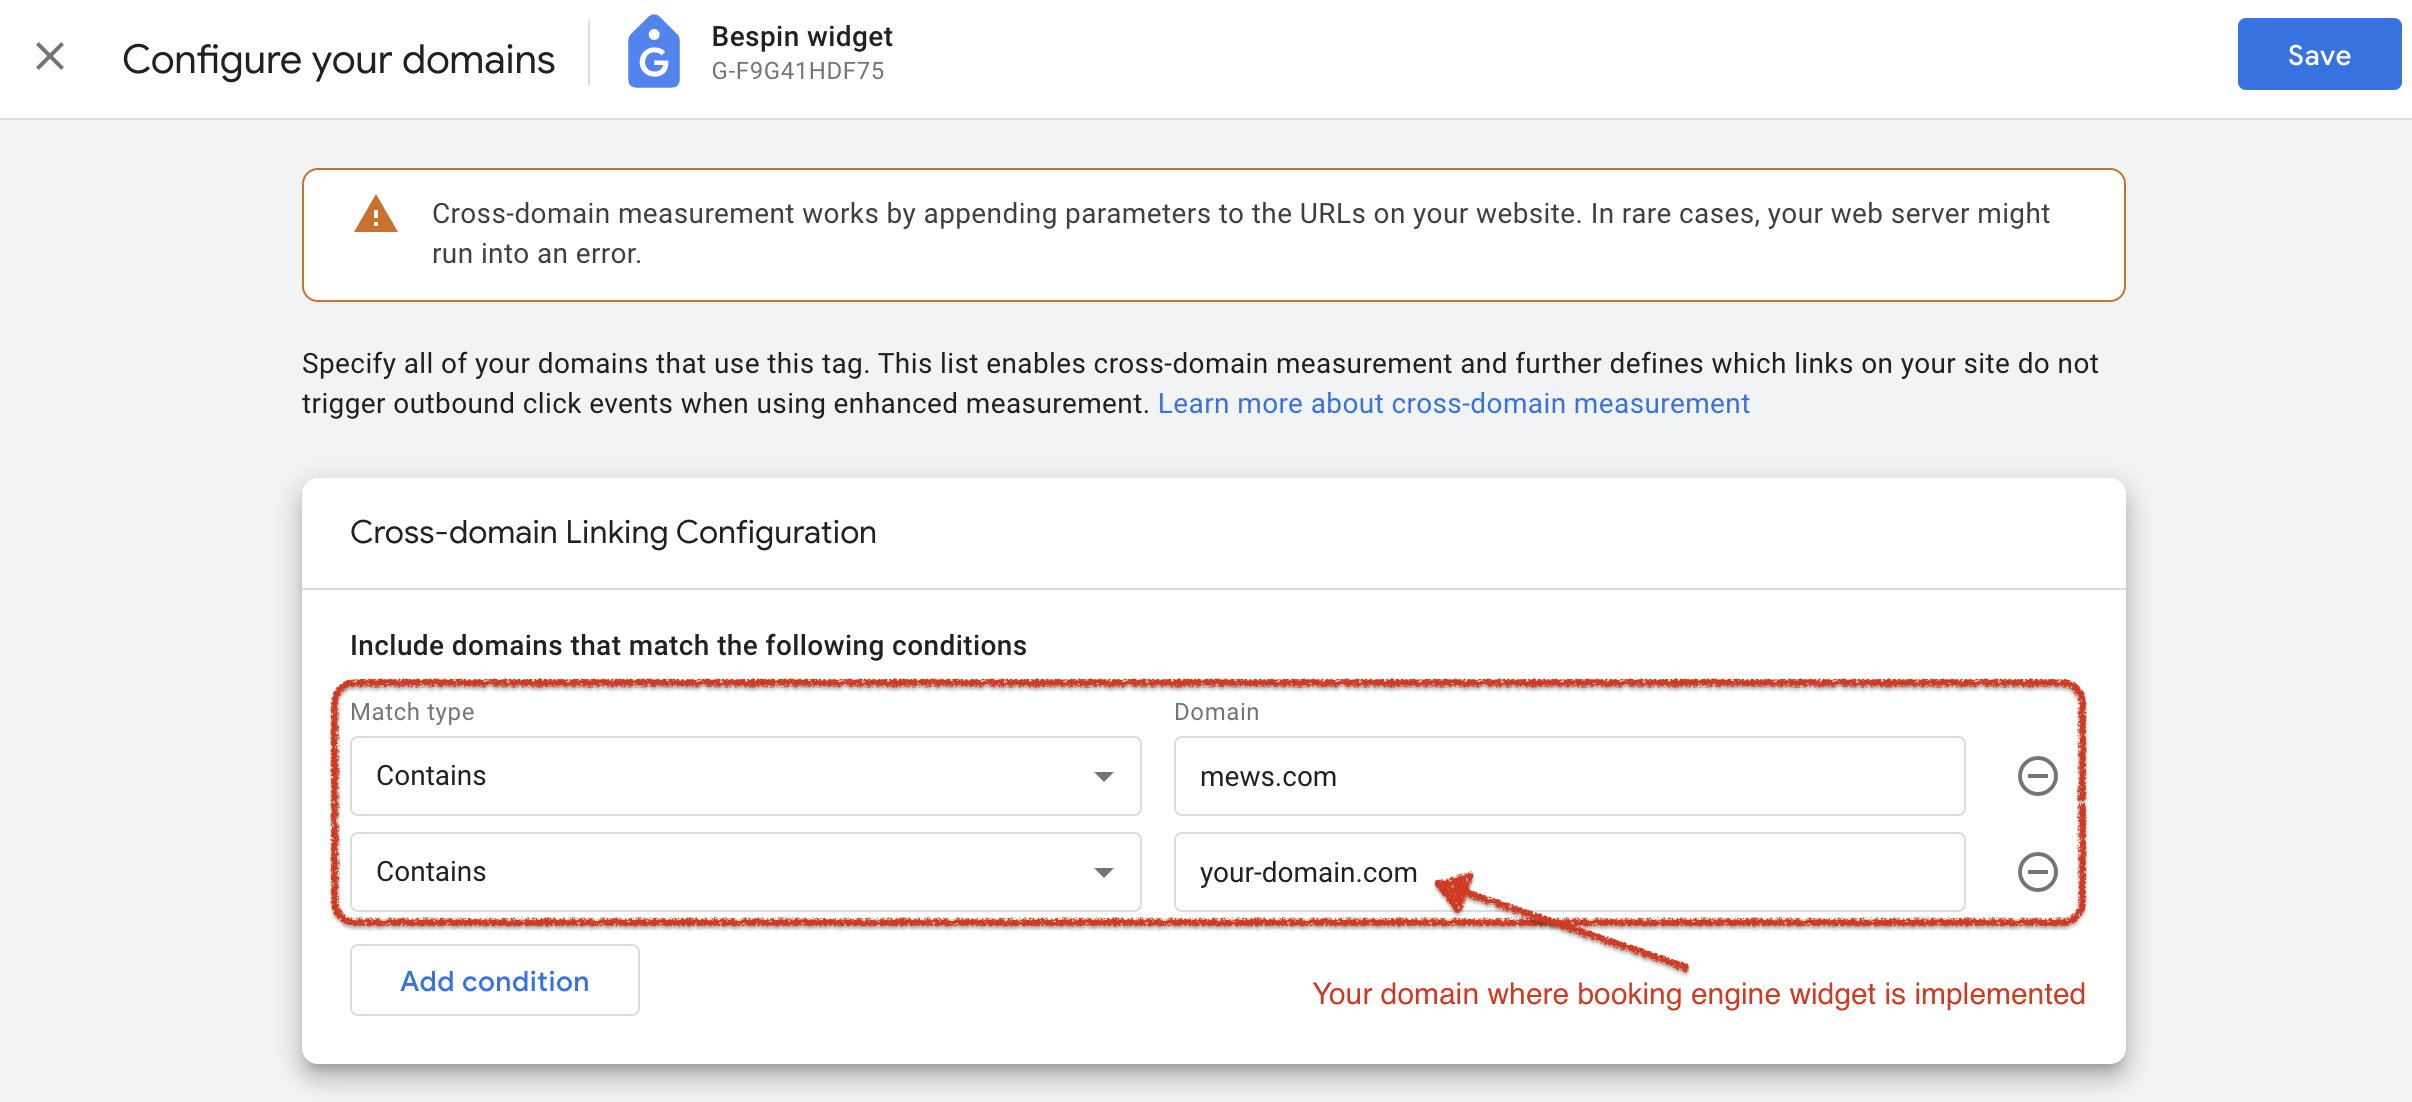 Configure your domains
Bespin widget
G-F9G41HDF75
Save
Cross-domain measurement works by appending parameters to the URLs on your website. In rare cases, your web server might
run into an error.
Specify all of your domains that use this tag. This list enables cross-domain measurement and further defines which links on your site do not
trigger outbound click events when using enhanced measurement. Learn more about cross-domain measurement
Cross-domain Linking Configuration
Include domains that match the following conditions
Match type Domain
Contains mews.com
Contains your-domain.com
Add condition
Your domain where booking engine widget is implemented